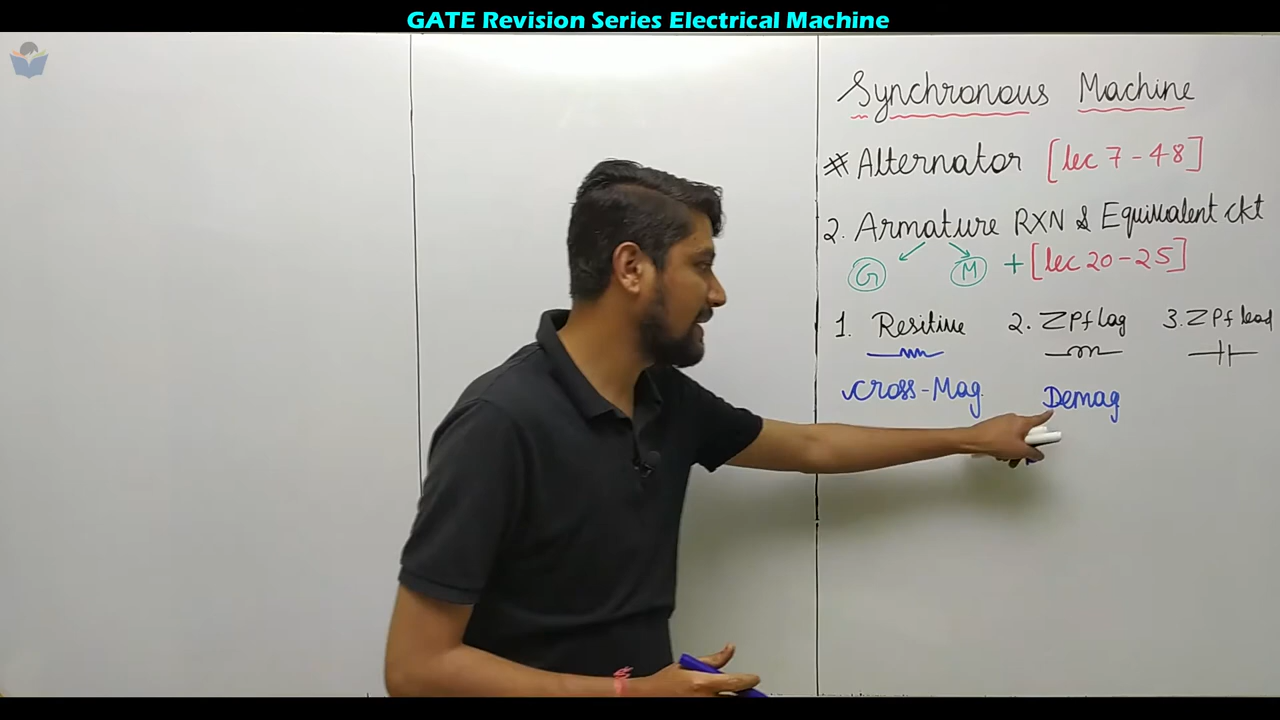 GATE Revision Series Electrical Machine
Synchronous Machine
# Alternator [lec 7-48]
2. Armature RXN & Equivalent ckt
G M + [lec 20-25]
1. Resitive 2. ZPf lag 3. ZPf lead
Cross-Mag. Demag